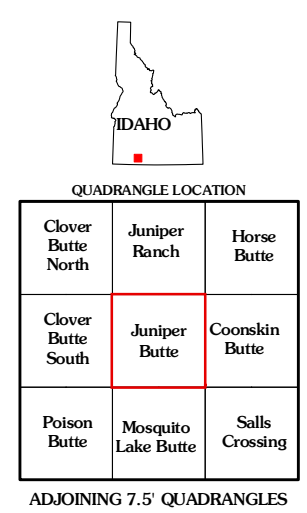 IDAHO
QUADRANGLE LOCATION
Clover
Butte
North
Juniper
Ranch
Horse
Butte
Clover
Butte
South
Juniper
Butte
Coonskin
Butte
Poison
Butte
Mosquito
Lake Butte
Salls
Crossing
ADJOINING 7.5' QUADRANGLES